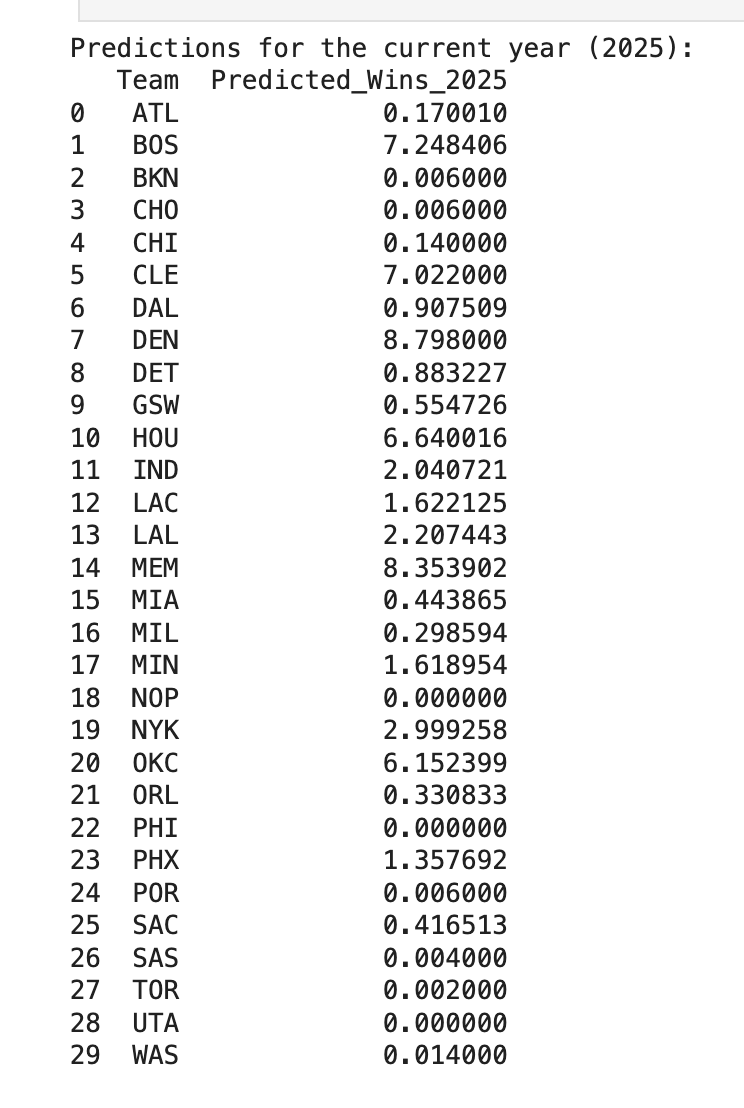 Predictions for the current year (2025):
Team Predicted_Wins_2025
0 ATL 0.170010
1 BOS 7.248406
2 BKN 0.006000
3 CHO 0.006000
4 CHI 0.140000
5 CLE 7.022000
6 DAL 0.907509
7 DEN 8.798000
8 DET 0.883227
9 GSW 0.554726
10 HOU 6.640016
11 IND 2.040721
12 LAC 1.622125
13 LAL 2.207443
14 MEM 8.353902
15 MIA 0.443865
16 MIL 0.298594
17 MIN 1.618954
18 NOP 0.000000
19 NYK 2.999258
20 OKC 6.152399
21 ORL 0.330833
22 PHI 0.000000
23 PHX 1.357692
24 POR 0.006000
25 SAC 0.416513
26 SAS 0.004000
27 TOR 0.002000
28 UTA 0.000000
29 WAS 0.014000